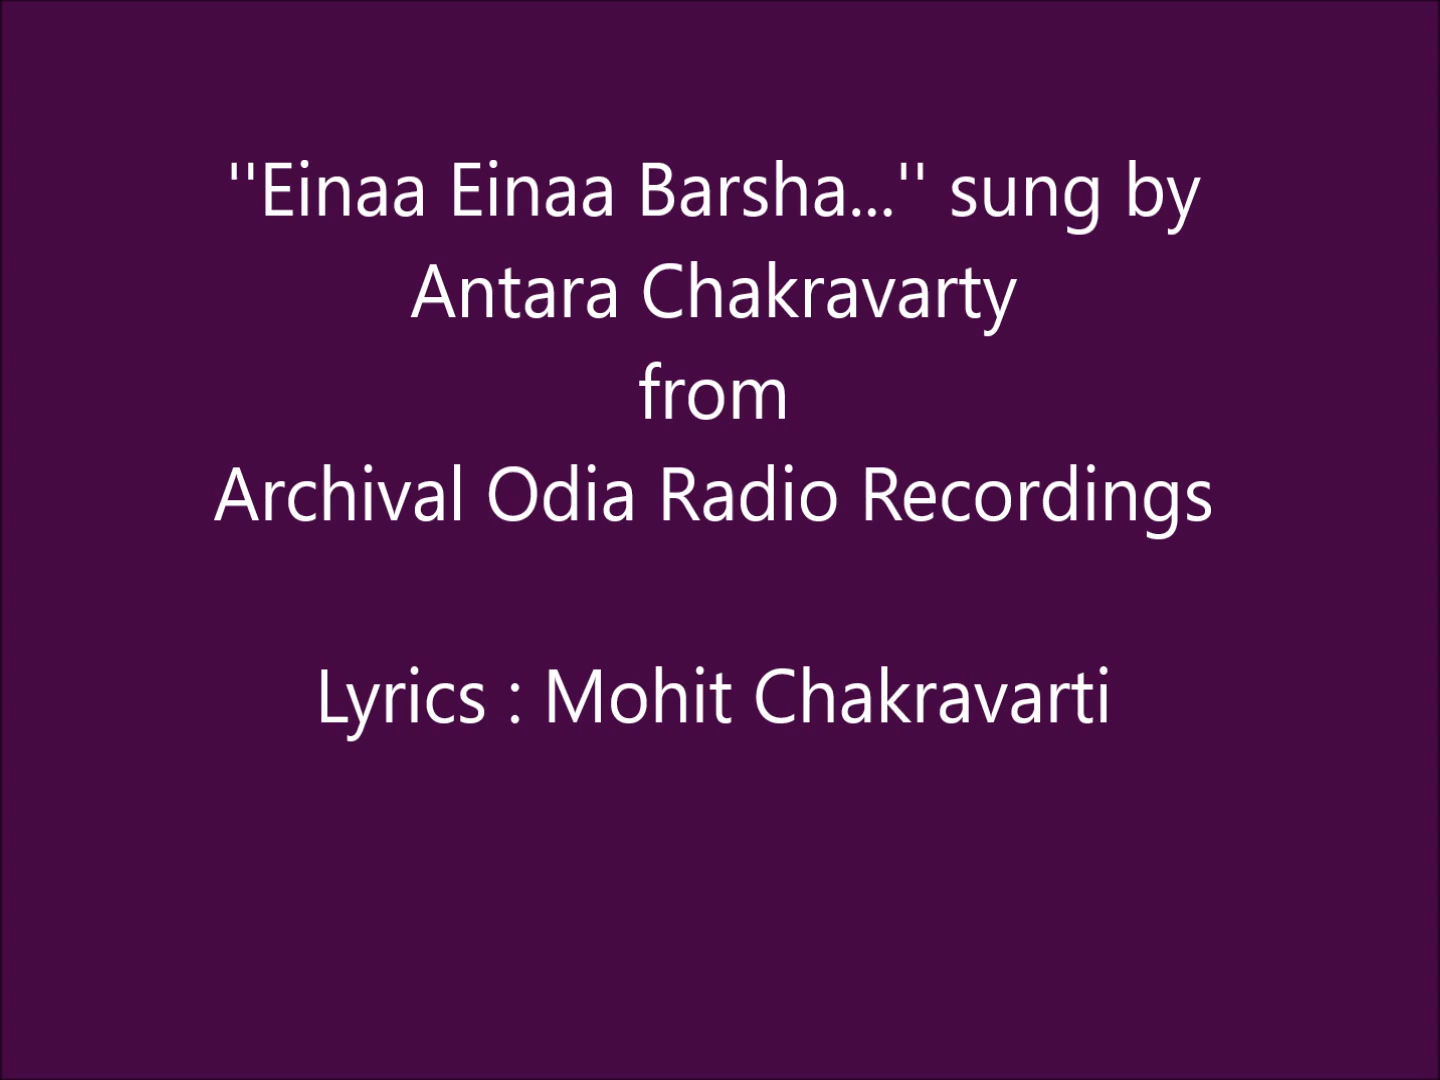 ''Einaa Einaa Barsha...'' sung by
Antara Chakravarty
from
Archival Odia Radio Recordings
Lyrics : Mohit Chakravarti